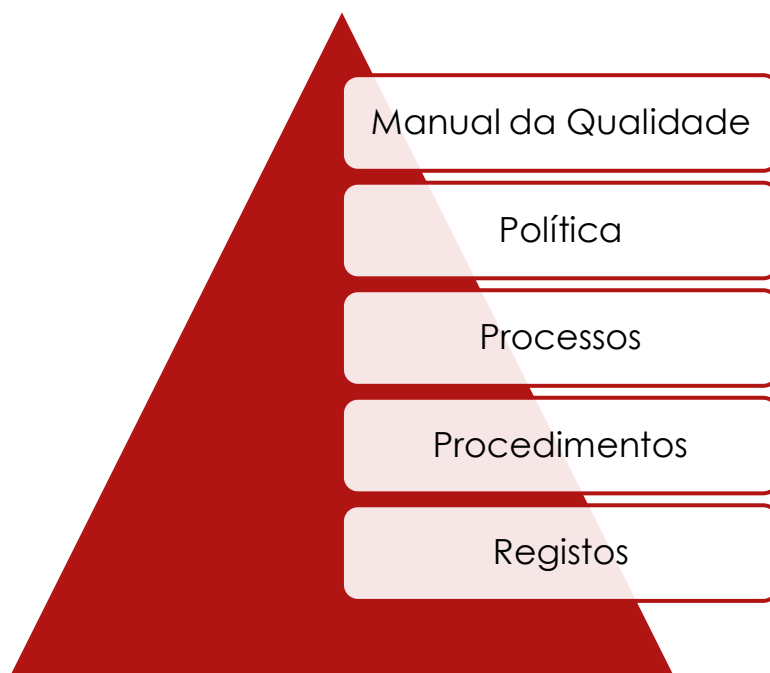 Manual da Qualidade
Política
Processos
Procedimentos
Registos